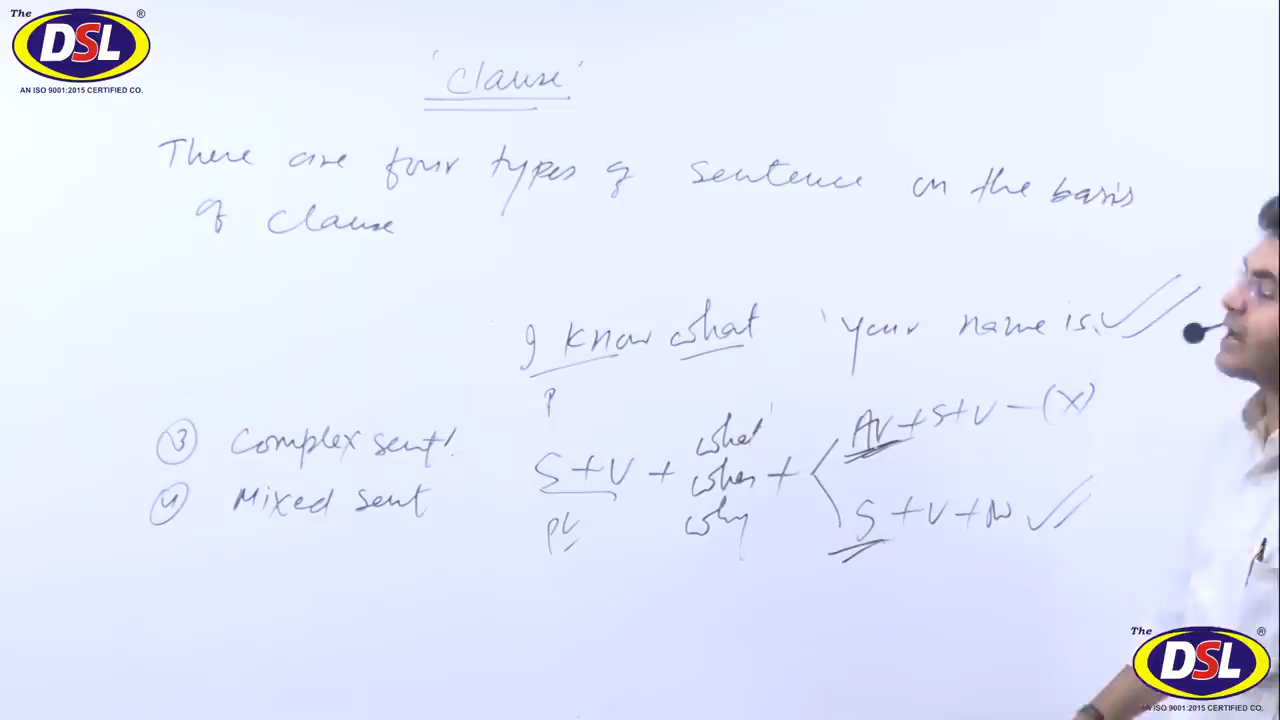 The DSL ®
AN ISO 9001:2015 CERTIFIED CO.
'Clause'
There are four types of sentence on the basis
of clause
I know what 'your name is.
P
③ Complex sent!
S + V + what when why + AV + S + V - (X)
④ Mixed sent
S + V + N
The DSL ®
AN ISO 9001:2015 CERTIFIED CO.